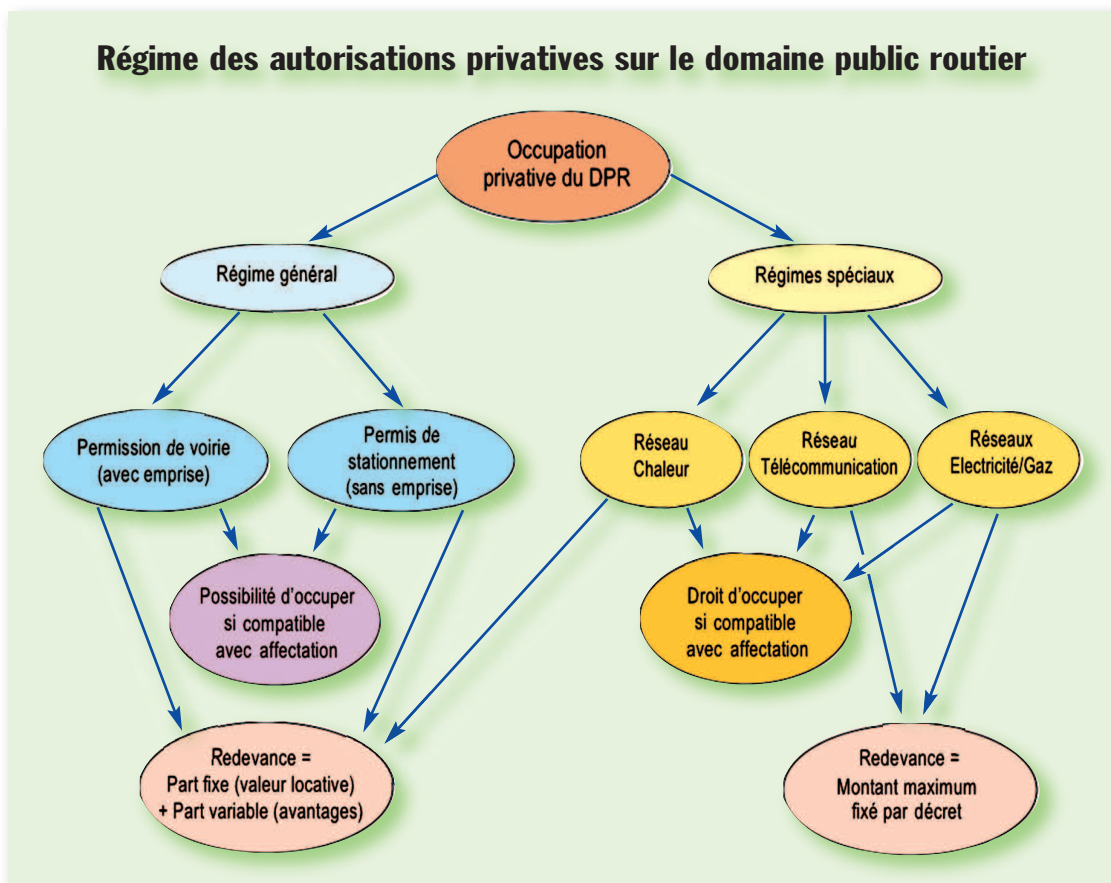 Régime des autorisations privatives sur le domaine public routier
Occupation
privative du DPR
Régime général
Régimes spéciaux
Permission de voirie
(avec emprise)
Permis de
stationnement
(sans emprise)
Réseau
Chaleur
Réseau
Télécommunication
Réseaux
Electricité/Gaz
Possibilité d'occuper
si compatible
avec affectation
Droit d'occuper
si compatible
avec affectation
Redevance =
Part fixe (valeur locative)
+ Part variable (avantages)
Redevance =
Montant maximum
fixé par décret